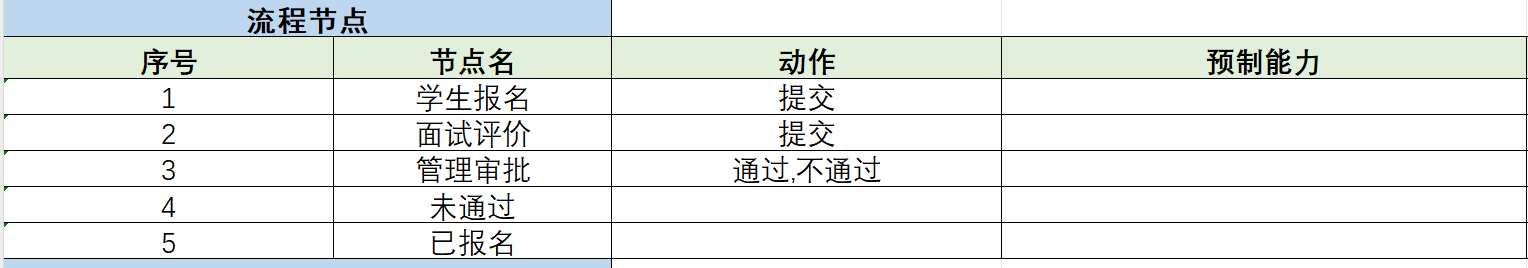 流程节点
序号 节点名 动作 预制能力
1 学生报名 提交
2 面试评价 提交
3 管理审批 通过,不通过
4 未通过
5 已报名